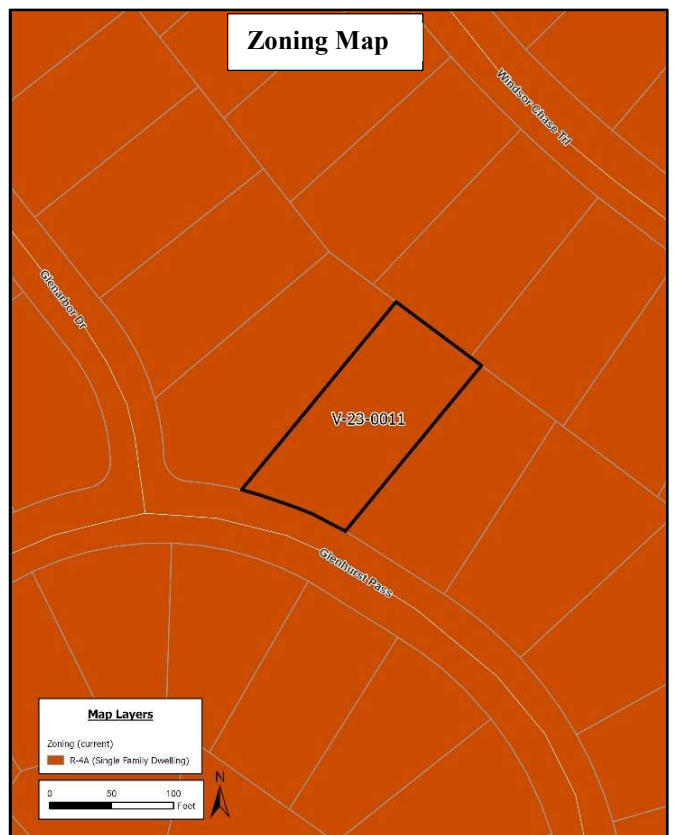 Zoning Map
Windsor Chase Trl
Glenarbor Dr
V-23-0011
Glenhurst Pass
Map Layers
Zoning (current)
R-4A (Single Family Dwelling)
N
0 50 100
Feet